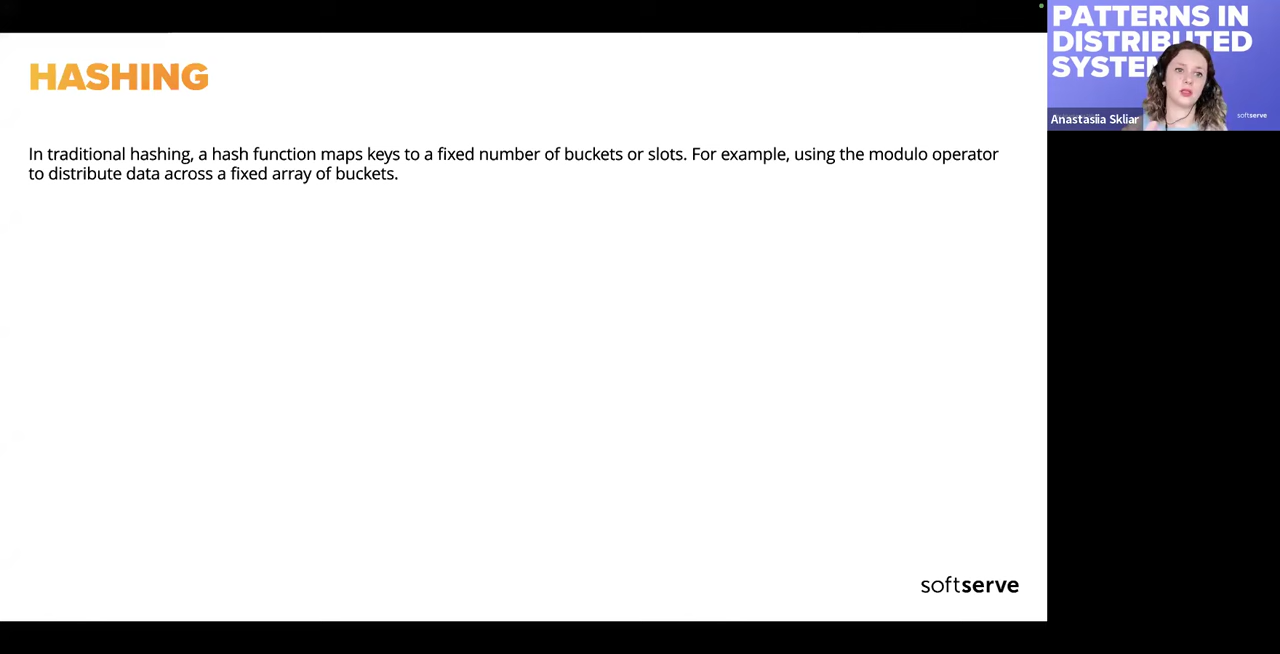 HASHING
In traditional hashing, a hash function maps keys to a fixed number of buckets or slots. For example, using the modulo operator
to distribute data across a fixed array of buckets.
softserve
PATTERNS IN
DISTRIBUTED
Anastasiia Skliar
softserve